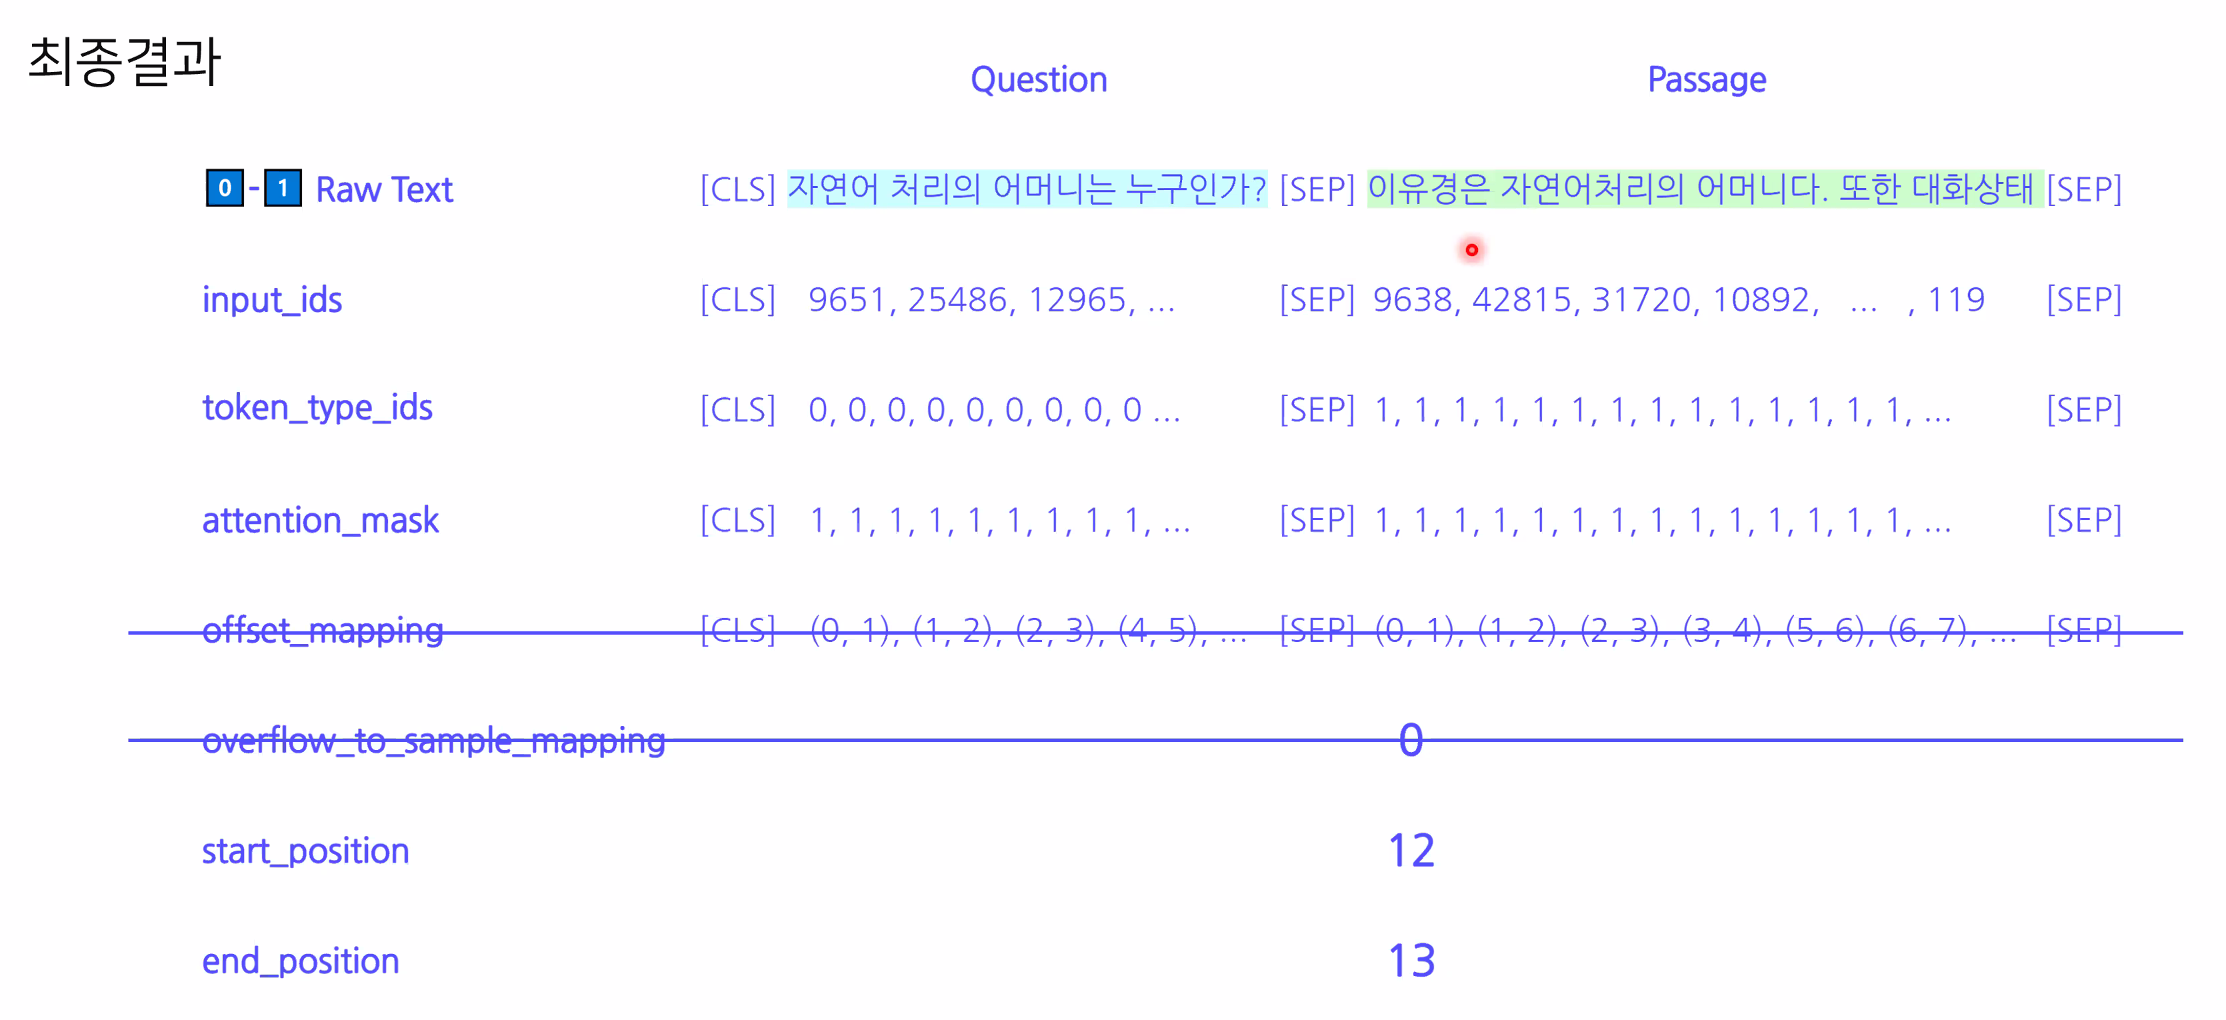 최종결과
Question Passage
0 - 1 Raw Text [CLS] 자연어 처리의 어머니는 누구인가? [SEP] 이유경은 자연어처리의 어머니다. 또한 대화상태 [SEP]
input_ids [CLS] 9651, 25486, 12965, ... [SEP] 9638, 42815, 31720, 10892, ... , 119 [SEP]
token_type_ids [CLS] 0, 0, 0, 0, 0, 0, 0, 0, 0 ... [SEP] 1, 1, 1, 1, 1, 1, 1, 1, 1, 1, 1, 1, 1, 1, ... [SEP]
attention_mask [CLS] 1, 1, 1, 1, 1, 1, 1, 1, 1, ... [SEP] 1, 1, 1, 1, 1, 1, 1, 1, 1, 1, 1, 1, 1, 1, ... [SEP]
offset_mapping [CLS] (0, 1), (1, 2), (2, 3), (4, 5), ... [SEP] (0, 1), (1, 2), (2, 3), (3, 4), (5, 6), (6, 7), ... [SEP]
overflow_to_sample_mapping 0
start_position 12
end_position 13